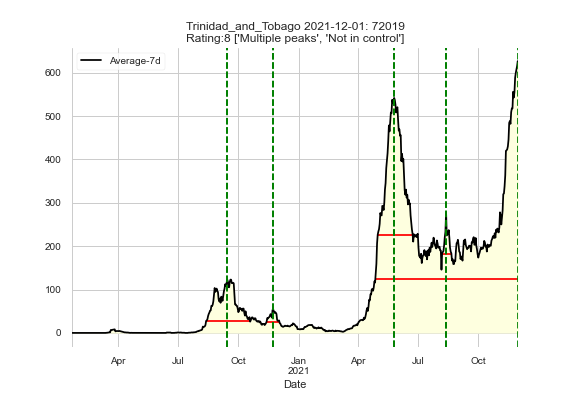 Trinidad_and_Tobago 2021-12-01: 72019
Rating:8 ['Multiple peaks', 'Not in control']
Average-7d
600
500
400
300
200
100
0
Apr Jul Oct Jan Apr Jul Oct
2021
Date